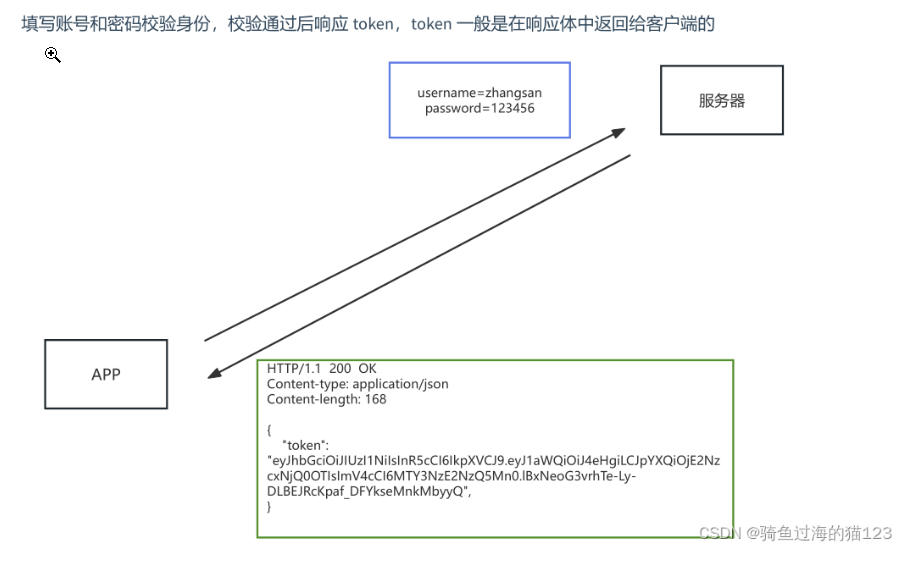 填写账号和密码校验身份，校验通过后响应 token，token 一般是在响应体中返回给客户端的
username=zhangsan
password=123456
服务器
APP
HTTP/1.1 200 OK
Content-type: application/json
Content-length: 168
{
"token":
"eyJhbGciOiJIUzI1NiIsInR5cCI6IkpXVCJ9.eyJ1aWQiOiJ4eHgiLCJpYXQiOjE2Nz
cxNjQ0OTIsImV4cCI6MTY3NzE2NzQ5Mn0.lBxNeoG3vrhTe-Ly-
DLBEJRcKpaf_DFYkseMnkMbyyQ",
}
CSDN @骑鱼过海的猫123